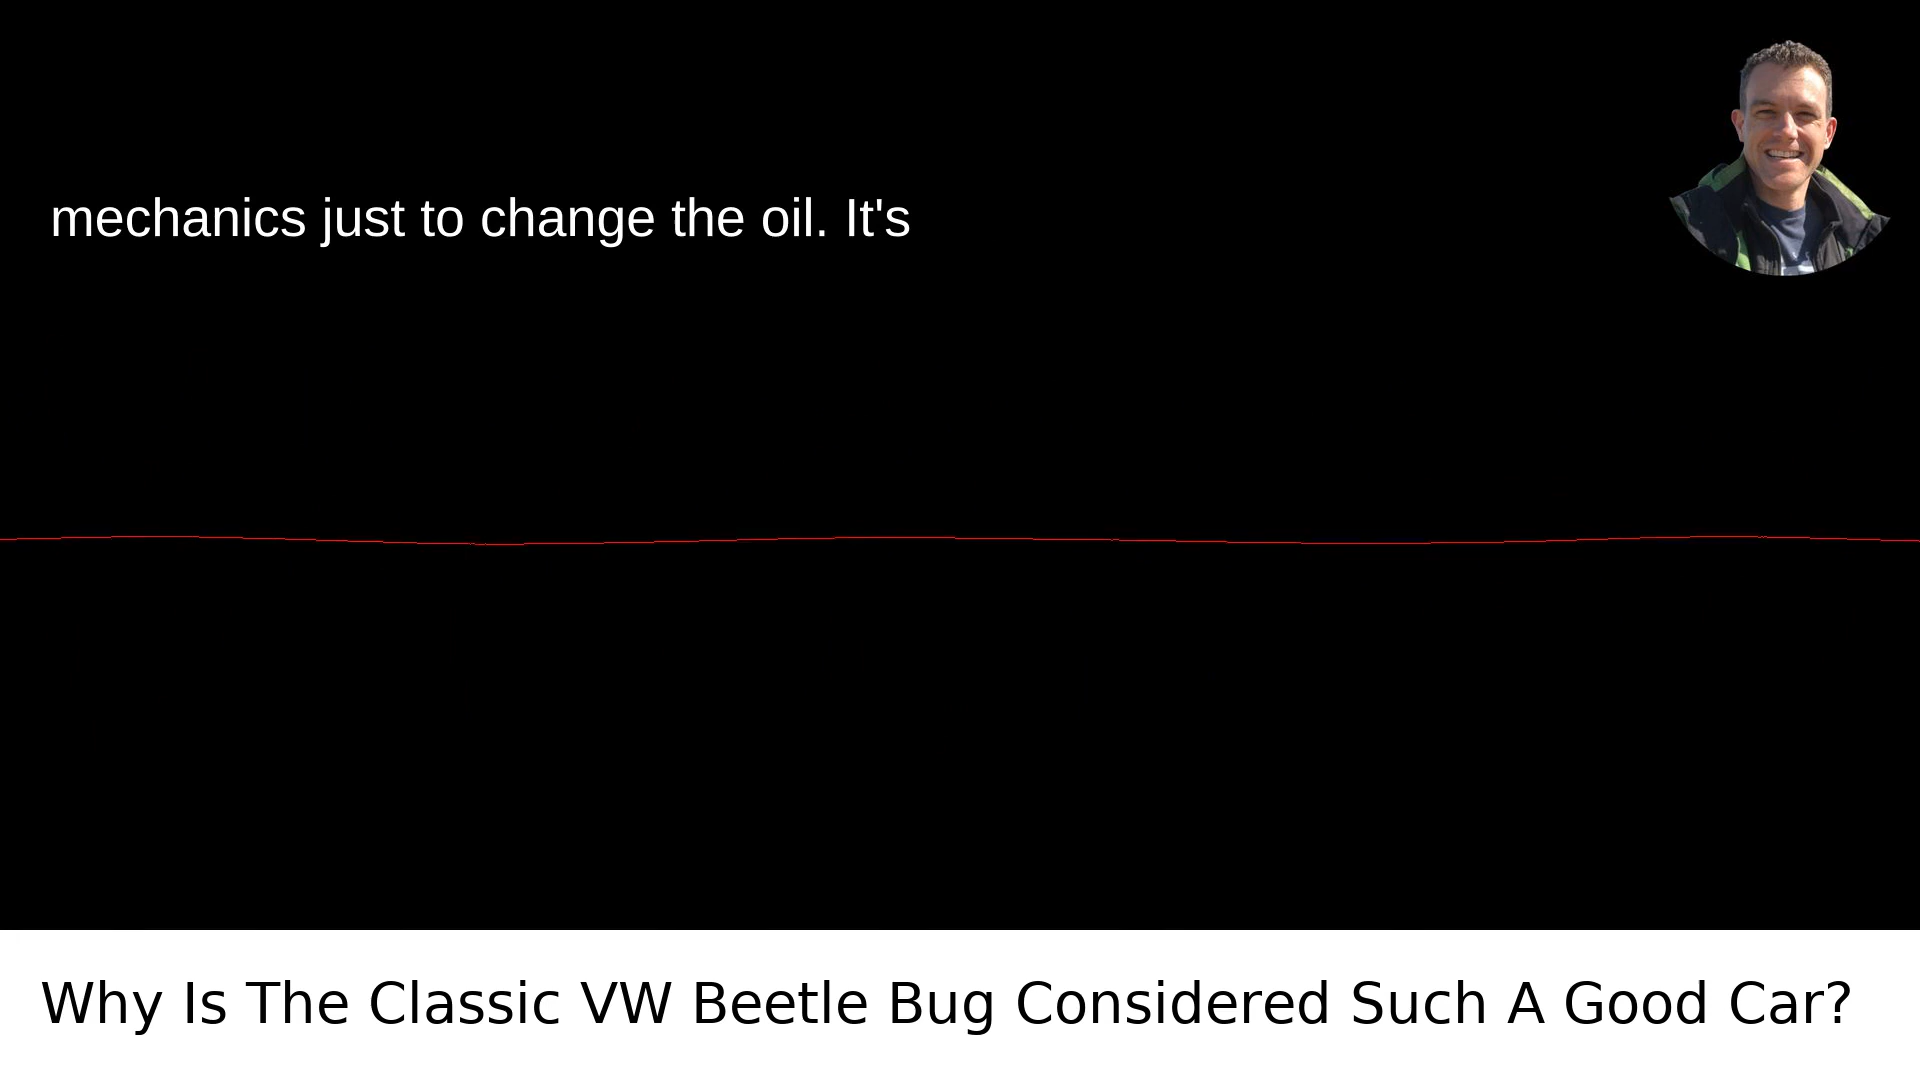 mechanics just to change the oil. It's
Why Is The Classic VW Beetle Bug Considered Such A Good Car?